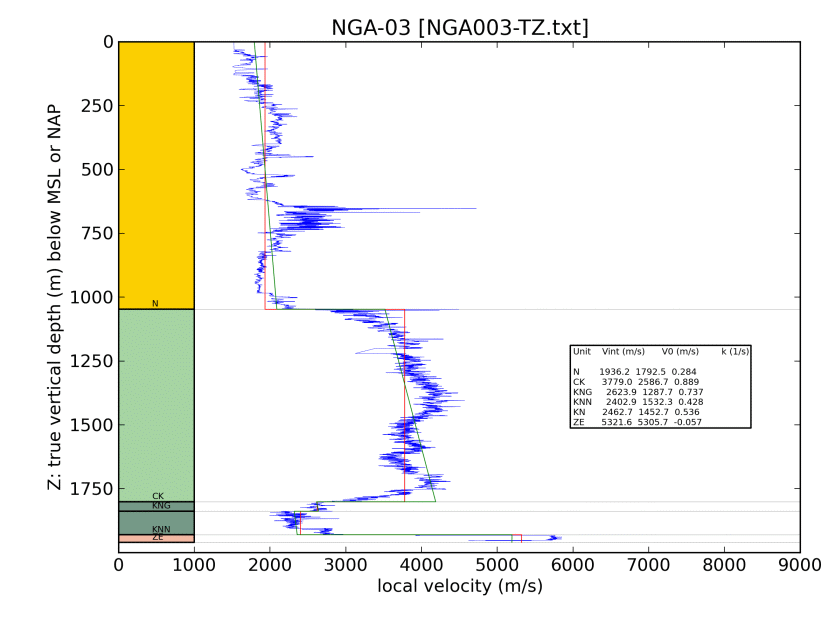 NGA-03 [NGA003-TZ.txt]
0
250
500
750
1000
1250
1500
1750
Z: true vertical depth (m) below MSL or NAP
N
CK
KNG
KNN
ZE
Unit Vint (m/s) V0 (m/s) k (1/s)
N 1936.2 1792.5 0.284
CK 3779.0 2586.7 0.889
KNG 2623.9 1287.7 0.737
KNN 2402.9 1532.3 0.428
KN 2462.7 1452.7 0.536
ZE 5321.6 5305.7 -0.057
0 1000 2000 3000 4000 5000 6000 7000 8000 9000
local velocity (m/s)